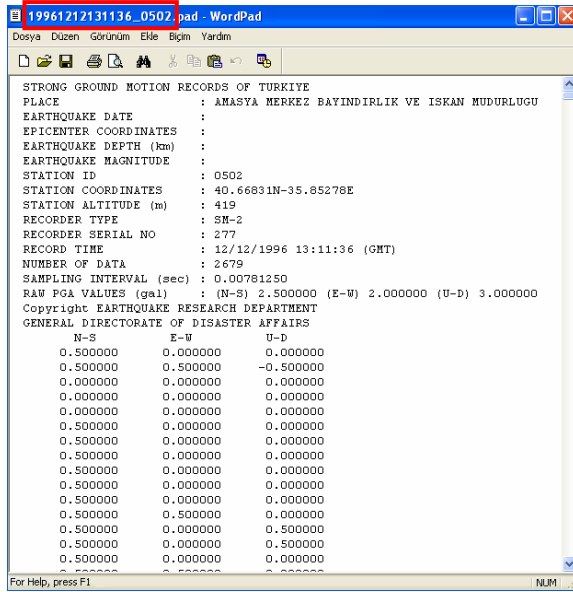 19961212131136_0502.pad - WordPad
Dosya Düzen Görünüm Ekle Biçim Yardım
STRONG GROUND MOTION RECORDS OF TURKIYE
PLACE : AMASYA MERKEZ BAYINDIRLIK VE ISKAN MUDURLUGU
EARTHQUAKE DATE :
EPICENTER COORDINATES :
EARTHQUAKE DEPTH (km) :
EARTHQUAKE MAGNITUDE :
STATION ID : 0502
STATION COORDINATES : 40.66831N-35.85278E
STATION ALTITUDE (m) : 419
RECORDER TYPE : SM-2
RECORDER SERIAL NO : 277
RECORD TIME : 12/12/1996 13:11:36 (GMT)
NUMBER OF DATA : 2679
SAMPLING INTERVAL (sec) : 0.00781250
RAW PGA VALUES (gal) : (N-S) 2.500000 (E-W) 2.000000 (U-D) 3.000000
Copyright EARTHQUAKE RESEARCH DEPARTMENT
GENERAL DIRECTORATE OF DISASTER AFFAIRS
N-S E-W U-D
0.500000 0.000000 0.000000
0.500000 0.500000 -0.500000
0.000000 0.000000 0.000000
0.000000 0.000000 0.000000
0.000000 0.000000 0.000000
0.500000 0.000000 0.000000
0.500000 0.000000 0.000000
0.500000 0.000000 0.000000
0.500000 0.000000 0.000000
0.500000 0.000000 0.000000
0.500000 0.000000 0.000000
0.500000 0.500000 0.500000
0.500000 0.000000 0.500000
0.500000 0.000000 0.500000
0.500000 0.000000 0.000000
For Help, press F1 NUM